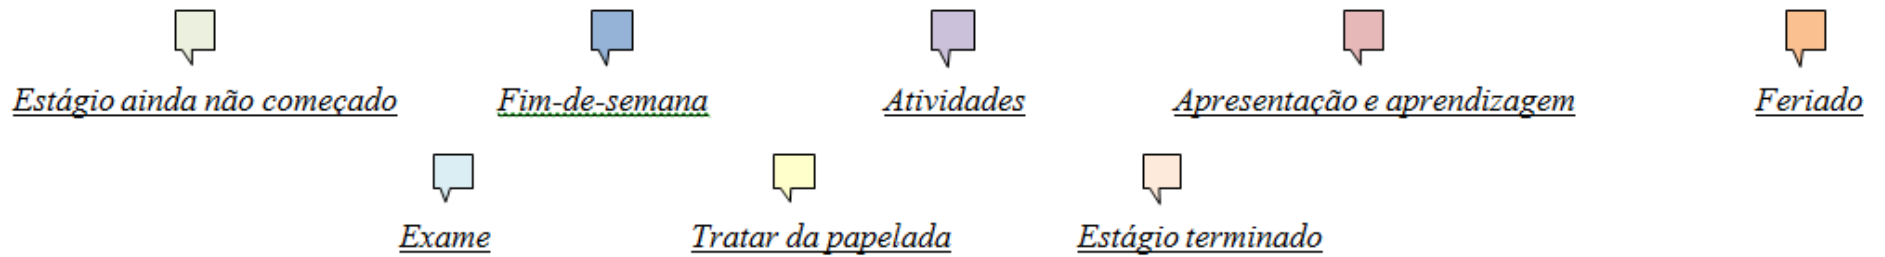 Estágio ainda não começado Fim-de-semana Atividades Apresentação e aprendizagem Feriado
Exame Tratar da papelada Estágio terminado